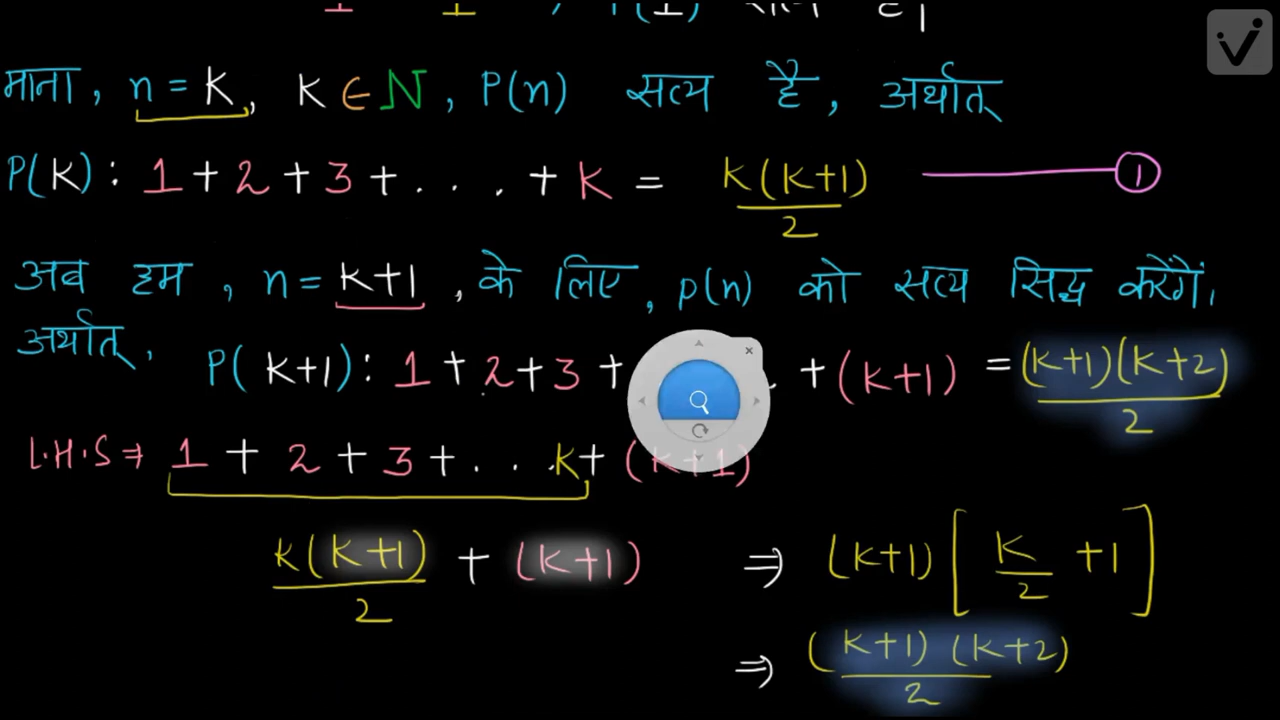 माना, n = K, K ∈ N, P(n) सत्य है, अर्थात्
P(K) : 1 + 2 + 3 + . . . . + K = K(K+1)/2 ①
अब हम, n = K+1, के लिए, P(n) को सत्य सिद्ध करेंगें।
अर्थात्, P(K+1) : 1 + 2 + 3 + . + (K+1) = (K+1)(K+2)/2
L.H.S ⇒ 1 + 2 + 3 + . . . K + (K+1)
K(K+1)/2 + (K+1) ⇒ (K+1)[K/2 + 1]
⇒ (K+1)(K+2)/2